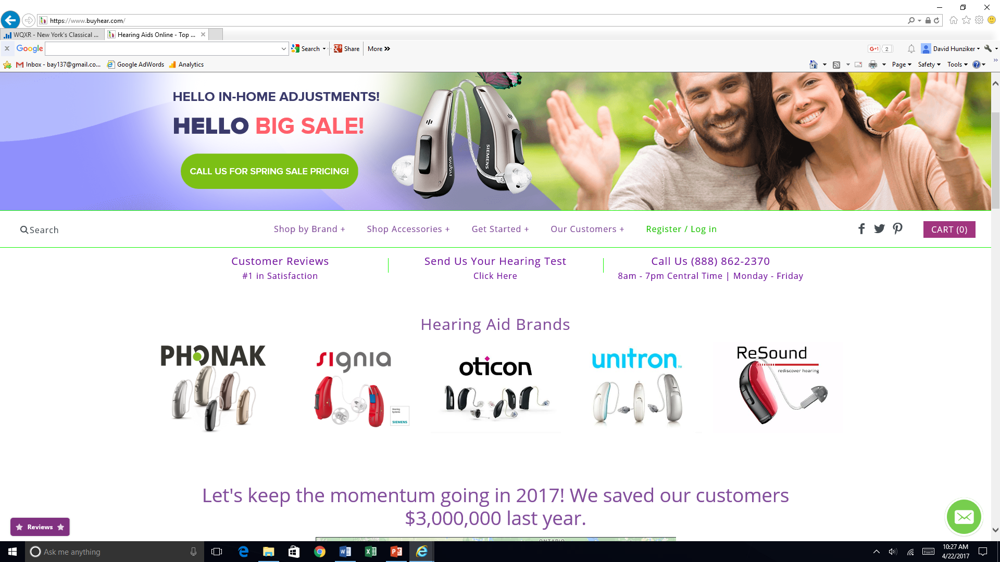 https://www.buyhear.com/
WQXR - New York's Classical ...
Hearing Aids Online - Top ...
Google
Search
Share
More
G+1 2
David Hunziker
Inbox - bay137@gmail.co...
Google AdWords
Analytics
Page
Safety
Tools
HELLO IN-HOME ADJUSTMENTS!
HELLO BIG SALE!
CALL US FOR SPRING SALE PRICING!
signia
SIEMENS
Search
Shop by Brand +
Shop Accessories +
Get Started +
Our Customers +
Register / Log in
CART (0)
Customer Reviews
#1 in Satisfaction
Send Us Your Hearing Test
Click Here
Call Us (888) 862-2370
8am - 7pm Central Time | Monday - Friday
Hearing Aid Brands
PHONAK
signia
Hearing
Systems
SIEMENS
oticon
unitron™
ReSound
rediscover hearing
Let's keep the momentum going in 2017! We saved our customers
$3,000,000 last year.
ONTARIO
Reviews
Ask me anything
10:27 AM
4/22/2017